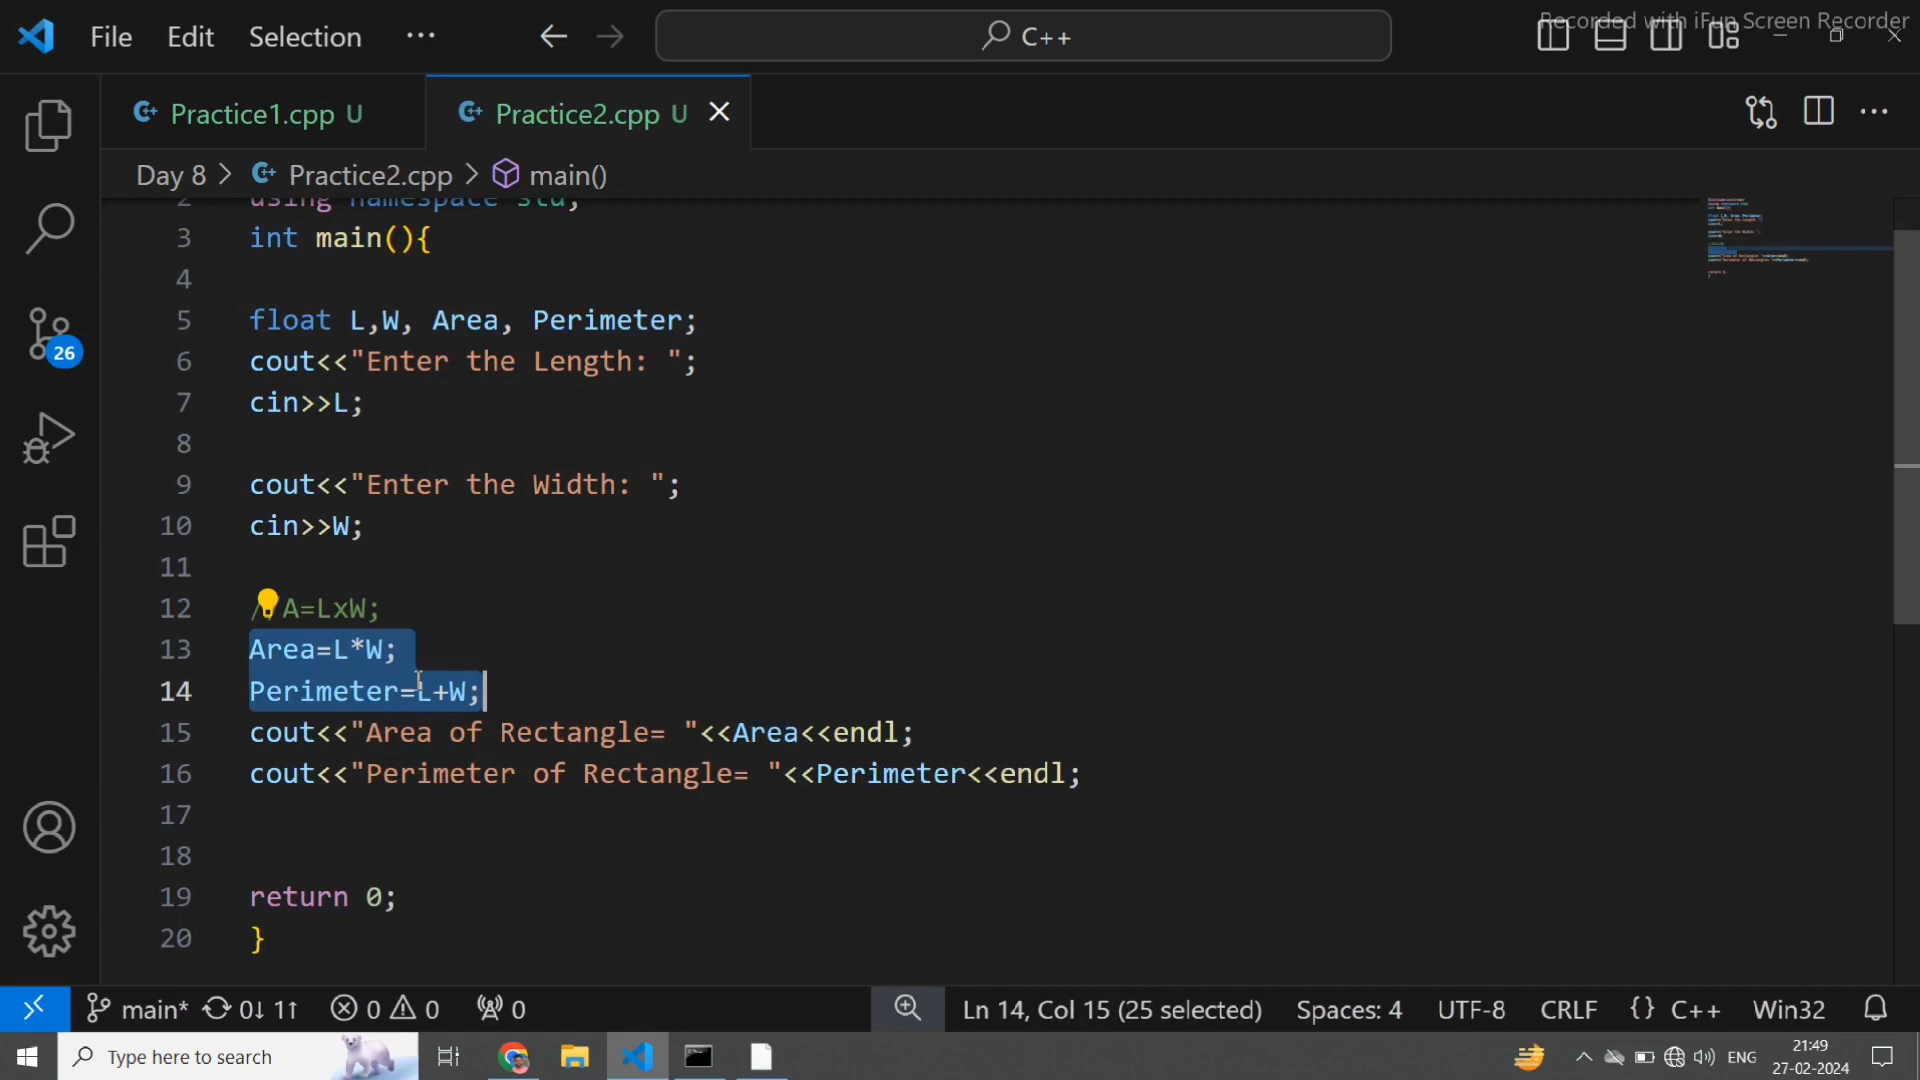 Recorded with iFun Screen Recorder
File Edit Selection ... C++
Practice1.cpp U Practice2.cpp U
Day 8 > Practice2.cpp > main()
2 using namespace std;
3 int main(){
4
5 float L,W, Area, Perimeter;
6 cout<<"Enter the Length: ";
7 cin>>L;
8
9 cout<<"Enter the Width: ";
10 cin>>W;
11
12 //A=LxW;
13 Area=L*W;
14 Perimeter=L+W;
15 cout<<"Area of Rectangle= "<<Area<<endl;
16 cout<<"Perimeter of Rectangle= "<<Perimeter<<endl;
17
18
19 return 0;
20 }
26
main* 0↓ 1↑ 0 0 0 Ln 14, Col 15 (25 selected) Spaces: 4 UTF-8 CRLF {} C++ Win32
Type here to search ENG 21:49
27-02-2024